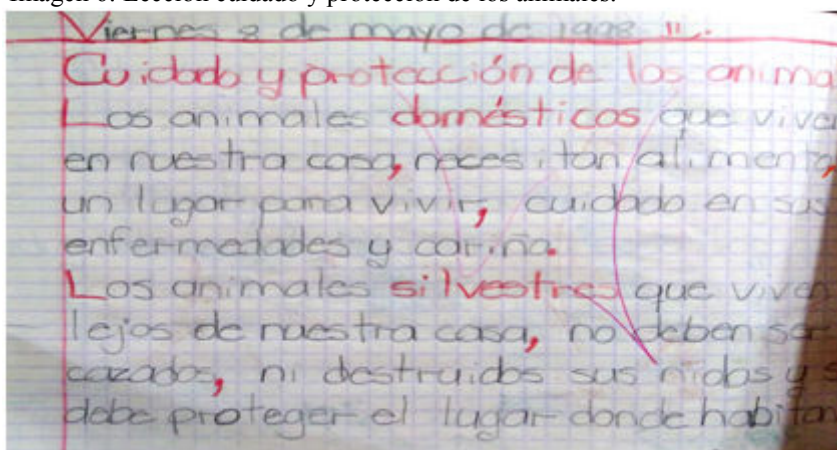 Imagen 6. Lección cuidado y protección de los animales.
Viernes 8 de mayo de 1998
Cuidado y protección de los anima
Los animales domésticos que vive
en nuestra casa, necesitan alimento,
un lugar para vivir, cuidado en sus
enfermedades y cariño.
Los animales silvestres que viven
lejos de nuestra casa, no deben ser
cazados, ni destruidos sus nidos y s
debe proteger el lugar donde habitan